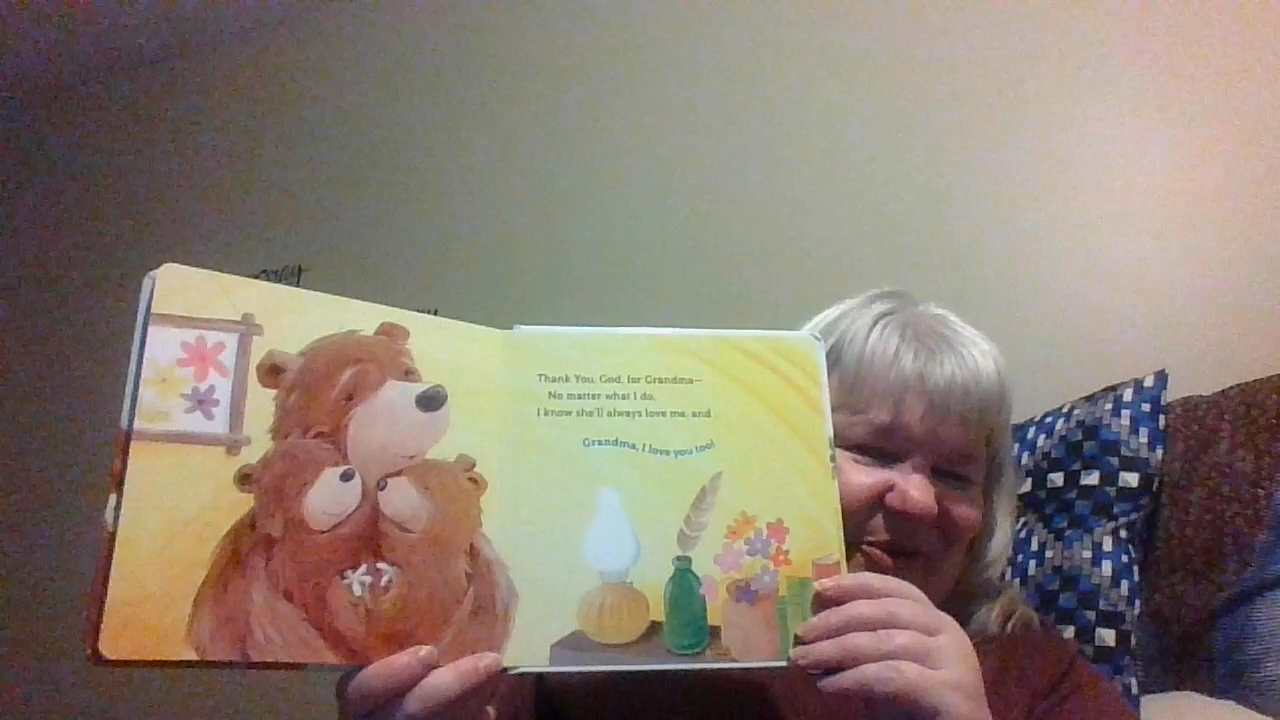 Thank You, God, for Grandma—
No matter what I do,
I know she'll always love me, and
Grandma, I love you too!